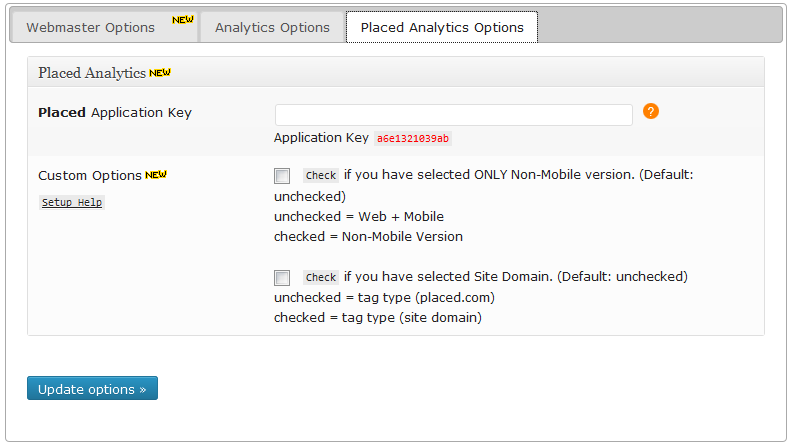 Webmaster Options NEW Analytics Options Placed Analytics Options
Placed Analytics NEW
Placed Application Key ?
Application Key a6e1321039ab
Custom Options NEW Check if you have selected ONLY Non-Mobile version. (Default:
Setup Help unchecked)
unchecked = Web + Mobile
checked = Non-Mobile Version
Check if you have selected Site Domain. (Default: unchecked)
unchecked = tag type (placed.com)
checked = tag type (site domain)
Update options »